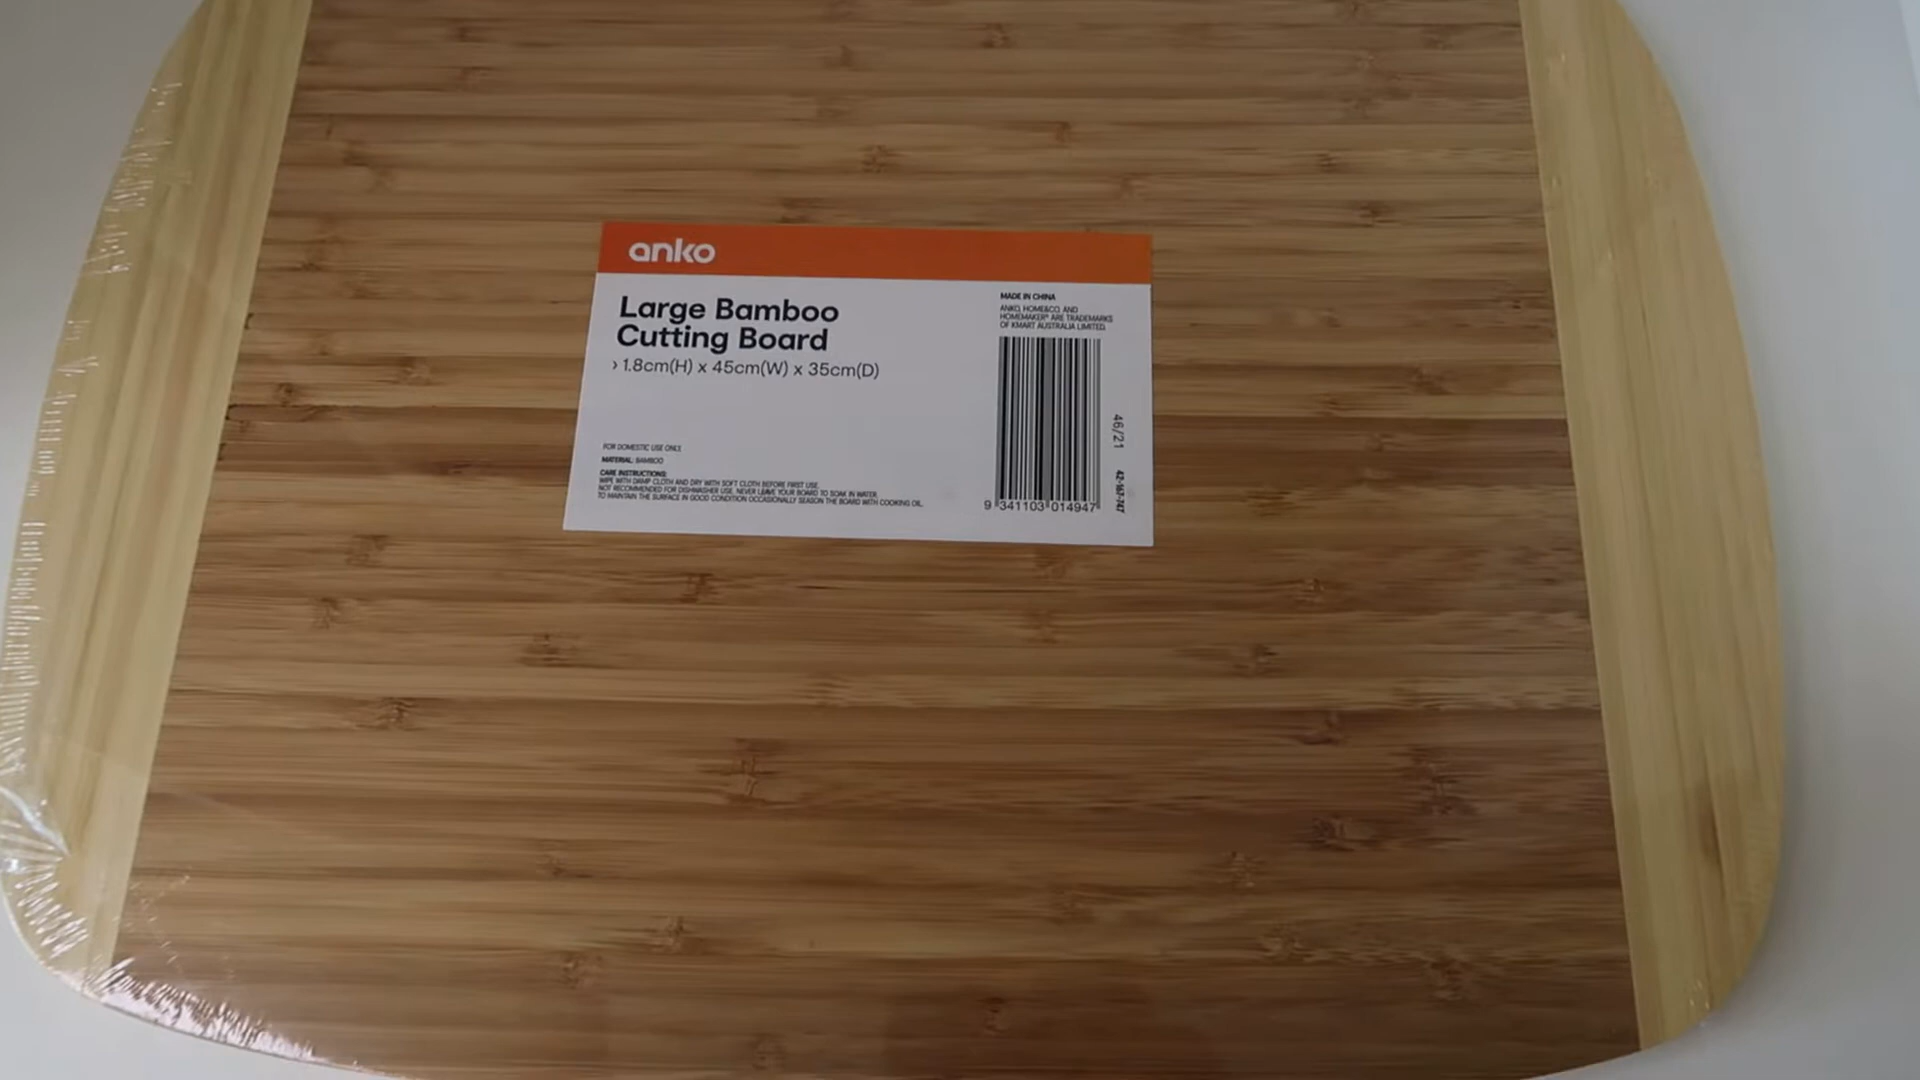 anko
Large Bamboo
Cutting Board
› 1.8cm(H) x 45cm(W) x 35cm(D)
FOR DOMESTIC USE ONLY.
MATERIAL: BAMBOO
CARE INSTRUCTIONS:
WIPE WITH DAMP CLOTH AND DRY WITH SOFT CLOTH BEFORE FIRST USE.
NOT RECOMMENDED FOR DISHWASHER USE. NEVER LEAVE YOUR BOARD TO SOAK IN WATER.
TO MAINTAIN THE SURFACE IN GOOD CONDITION OCCASIONALLY SEASON THE BOARD WITH COOKING OIL.
MADE IN CHINA
ANKO, HOME&CO, AND
HOMEMAKER® ARE TRADEMARKS
OF KMART AUSTRALIA LIMITED.
9 341103 014947
46/21
42-167-747